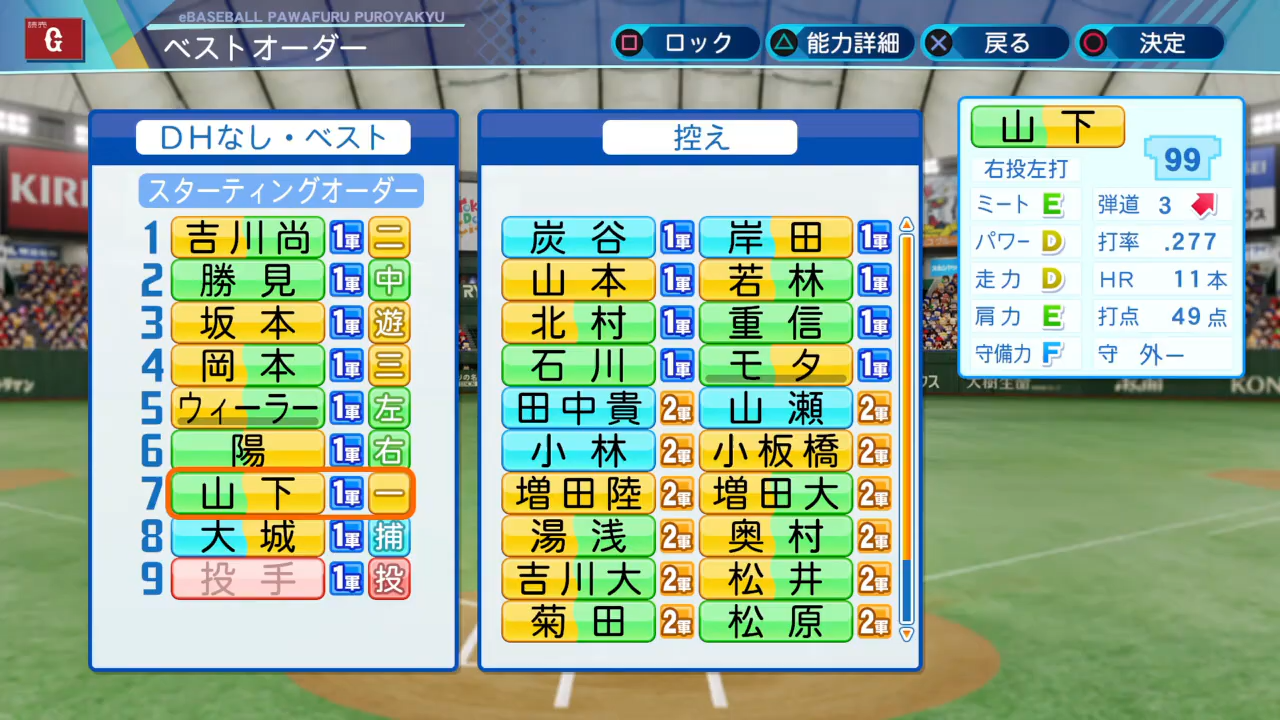 読売
G
eBASEBALL PAWAFURU PUROYAKYU
ベストオーダー
ロック
能力詳細
戻る
決定
DHなし・ベスト
スターティングオーダー
1 吉川尚 1軍 二
2 勝見 1軍 中
3 坂本 1軍 遊
4 岡本 1軍 三
5 ウィーラー 1軍 左
6 陽 1軍 右
7 山下 1軍 一
8 大城 1軍 捕
9 投手 1軍 投
控え
炭谷 1軍 岸田 1軍
山本 1軍 若林 1軍
北村 1軍 重信 1軍
石川 1軍 モタ 1軍
田中貴 2軍 山瀬 2軍
小林 2軍 小板橋 2軍
増田陸 2軍 増田大 2軍
湯浅 2軍 奥村 2軍
吉川大 2軍 松井 2軍
菊田 2軍 松原 2軍
山下
99
右投左打
ミート E 弾道 3
パワー D 打率 .277
走力 D HR 11本
肩力 E 打点 49点
守備力 F 守 外一
KIRI
KON